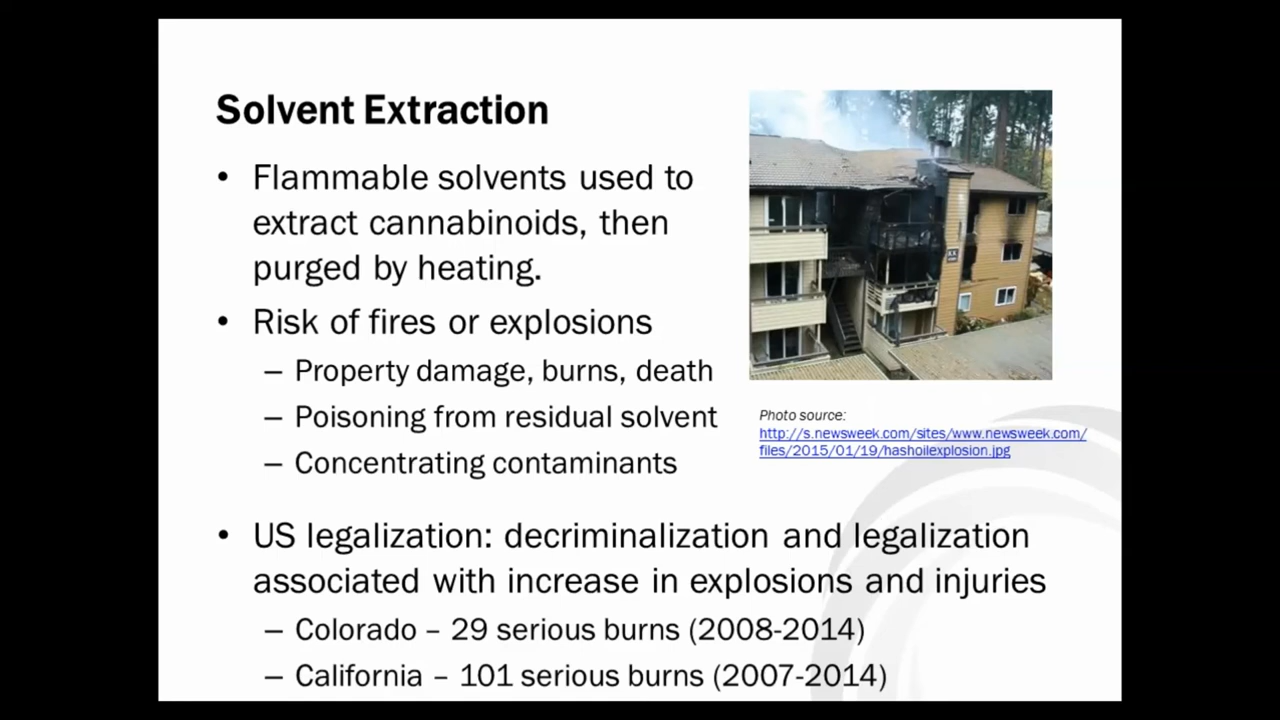 Solvent Extraction
• Flammable solvents used to
extract cannabinoids, then
purged by heating.
• Risk of fires or explosions
– Property damage, burns, death
– Poisoning from residual solvent
– Concentrating contaminants
Photo source:
http://s.newsweek.com/sites/www.newsweek.com/
files/2015/01/19/hashoilexplosion.jpg
• US legalization: decriminalization and legalization
associated with increase in explosions and injuries
– Colorado – 29 serious burns (2008-2014)
– California – 101 serious burns (2007-2014)